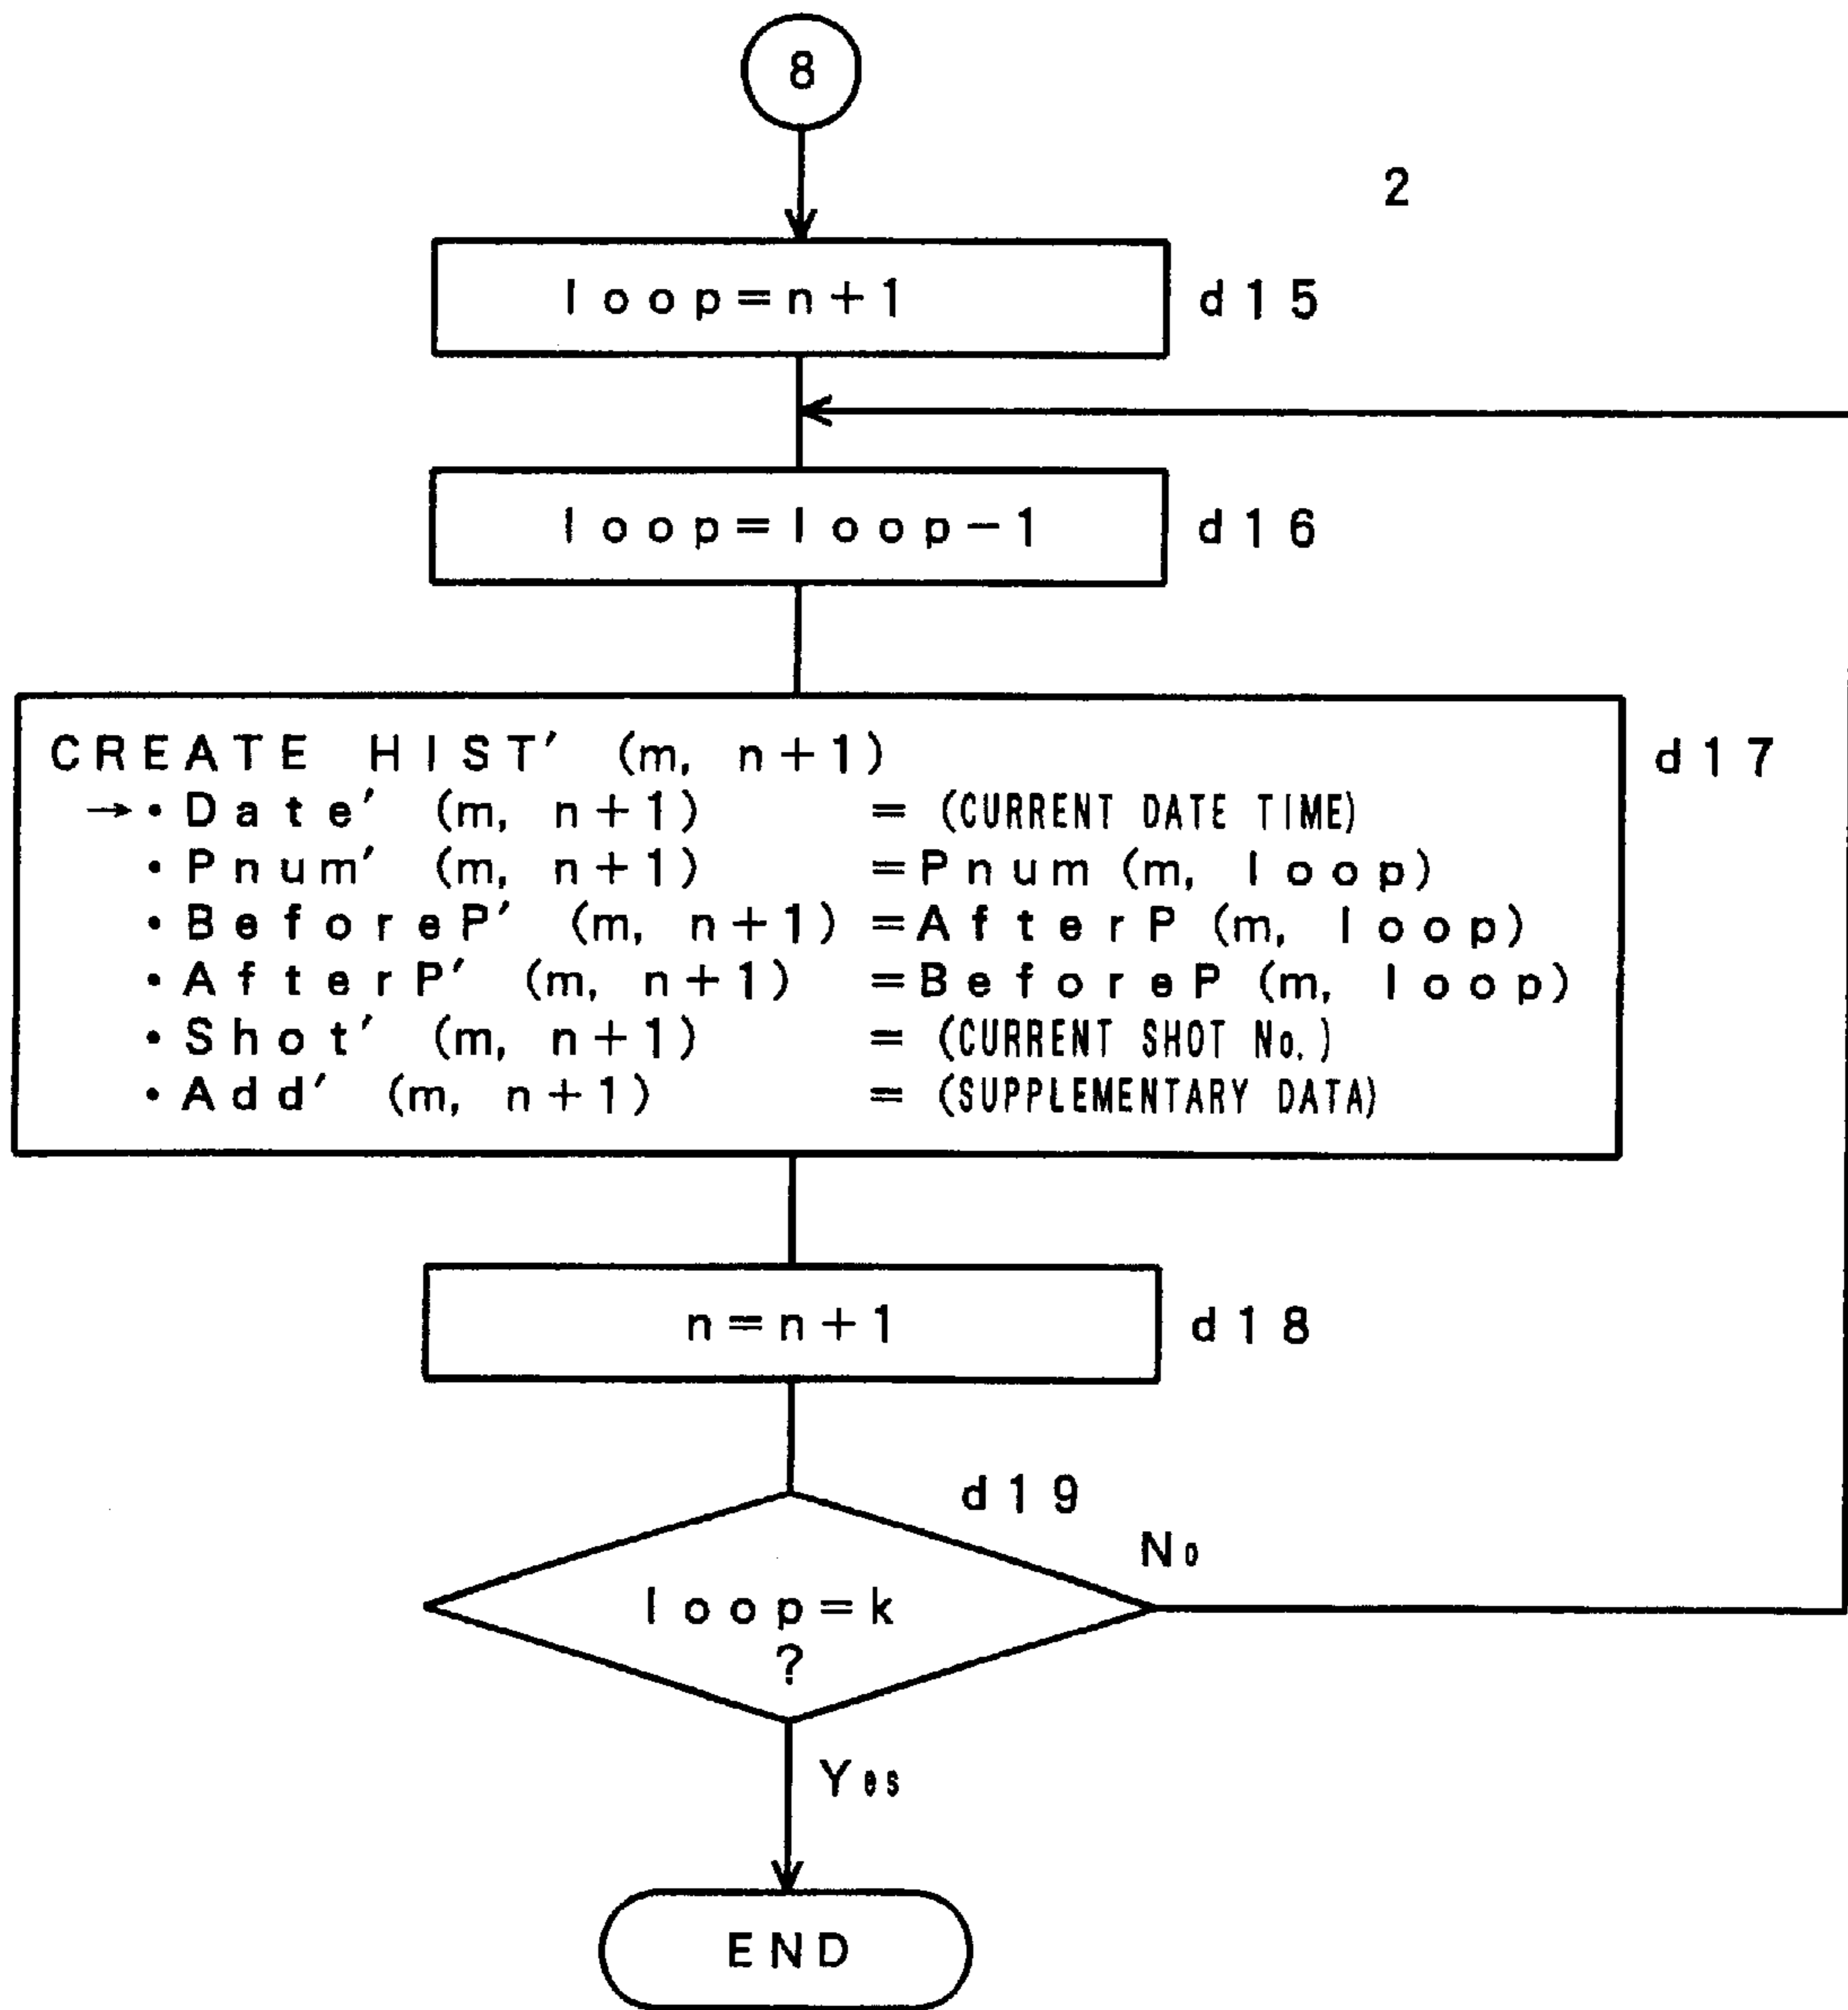 8
2
loop=n+1 d15
loop=loop-1 d16
CREATE HIST' (m, n+1) d17
→・Date' (m, n+1) = (CURRENT DATE TIME)
・Pnum' (m, n+1) =Pnum (m, loop)
・BeforeP' (m, n+1) =AfterP (m, loop)
・AfterP' (m, n+1) =BeforeP (m, loop)
・Shot' (m, n+1) = (CURRENT SHOT No.)
・Add' (m, n+1) = (SUPPLEMENTARY DATA)
n=n+1 d18
d19
No
loop=k
?
Yes
END